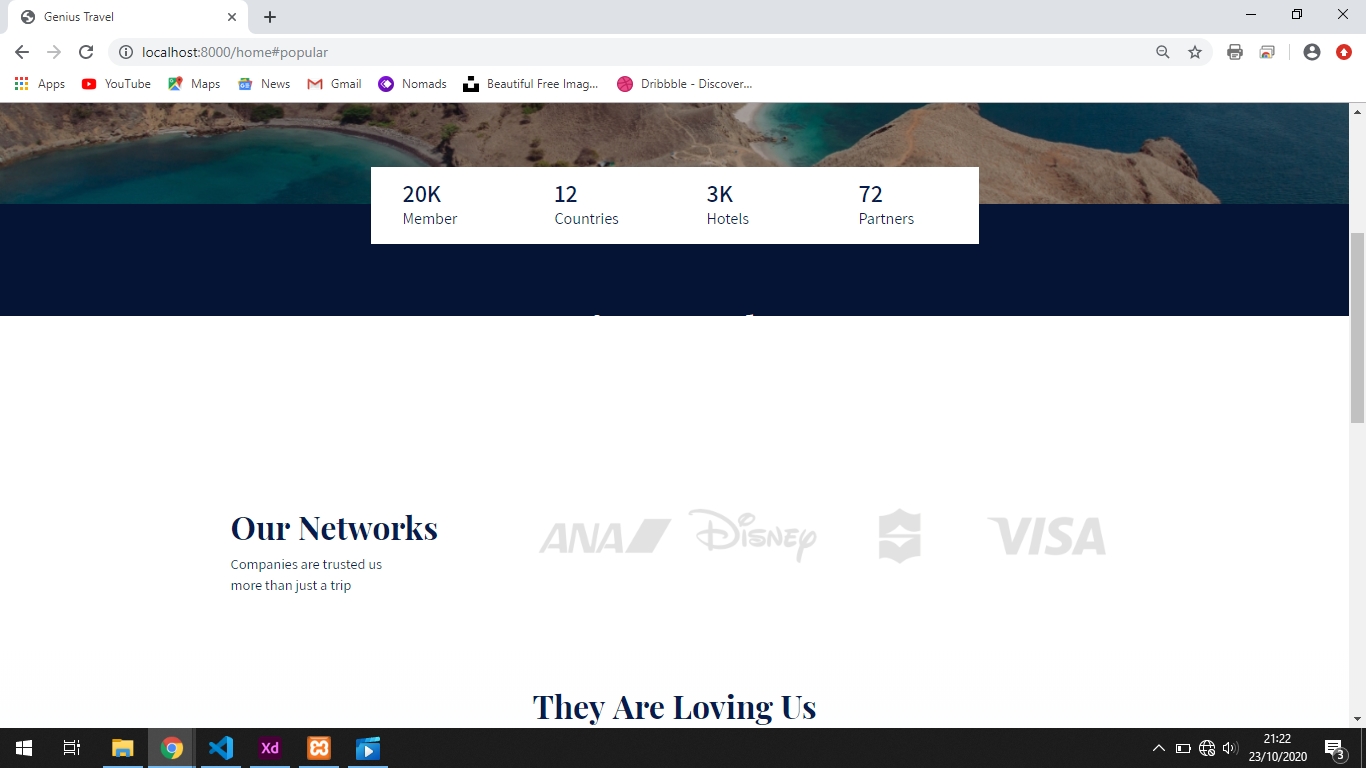 Genius Travel
localhost:8000/home#popular
Apps YouTube Maps News Gmail Nomads Beautiful Free Imag... Dribbble - Discover...
20K 12 3K 72
Member Countries Hotels Partners
Our Networks
Companies are trusted us
more than just a trip
ANA Disney VISA
They Are Loving Us
Xd
21:22
23/10/2020
3